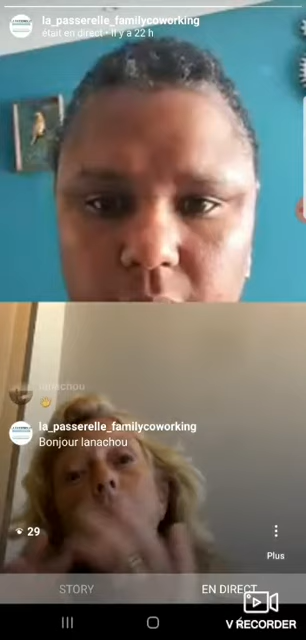 la_passerelle_familycoworking
était en direct • Il y a 22 h
lanachou
la_passerelle_familycoworking
Bonjour lanachou
29
Plus
STORY
EN DIRECT
V RECORDER